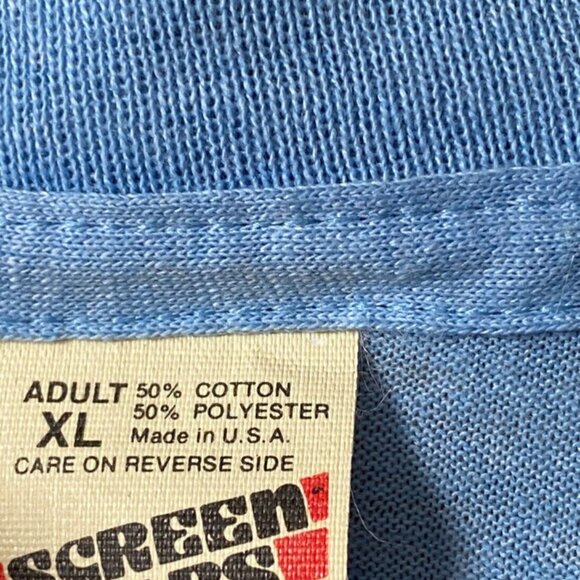 ADULT 50% COTTON
XL 50% POLYESTER
Made in U.S.A.
CARE ON REVERSE SIDE
SCREEN